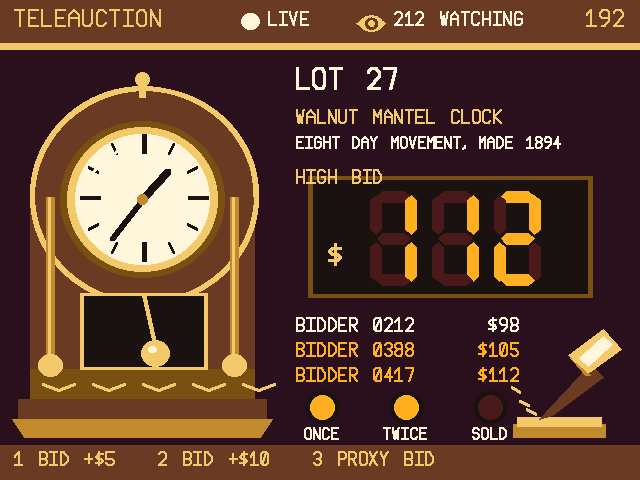 TELEAUCTION LIVE 212 WATCHING 192
LOT 27
WALNUT MANTEL CLOCK
EIGHT DAY MOVEMENT, MADE 1894
HIGH BID
$ 112
BIDDER 0212 $98
BIDDER 0388 $105
BIDDER 0417 $112
ONCE TWICE SOLD
1 BID +$5 2 BID +$10 3 PROXY BID